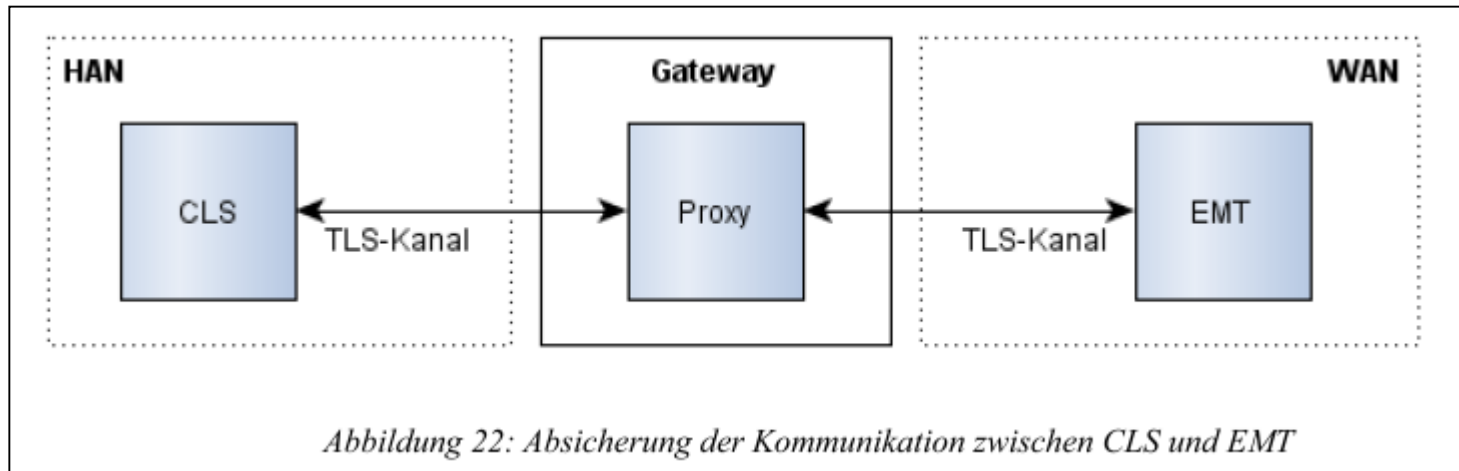 HAN
Gateway
WAN
CLS
Proxy
EMT
TLS-Kanal
TLS-Kanal
Abbildung 22: Absicherung der Kommunikation zwischen CLS und EMT